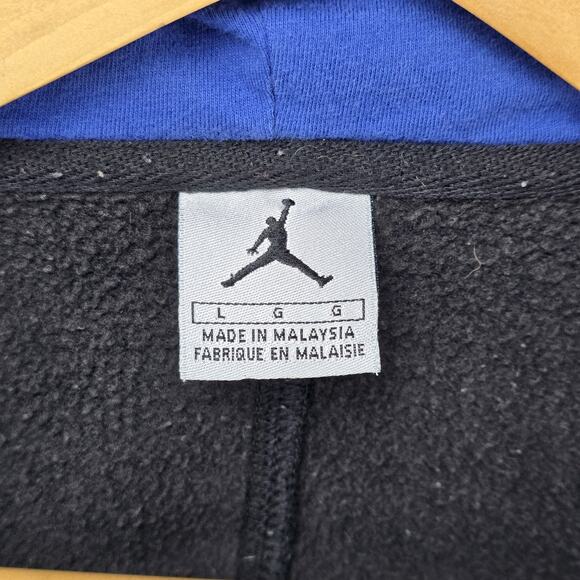 L G G
MADE IN MALAYSIA
FABRIQUE EN MALAISIE